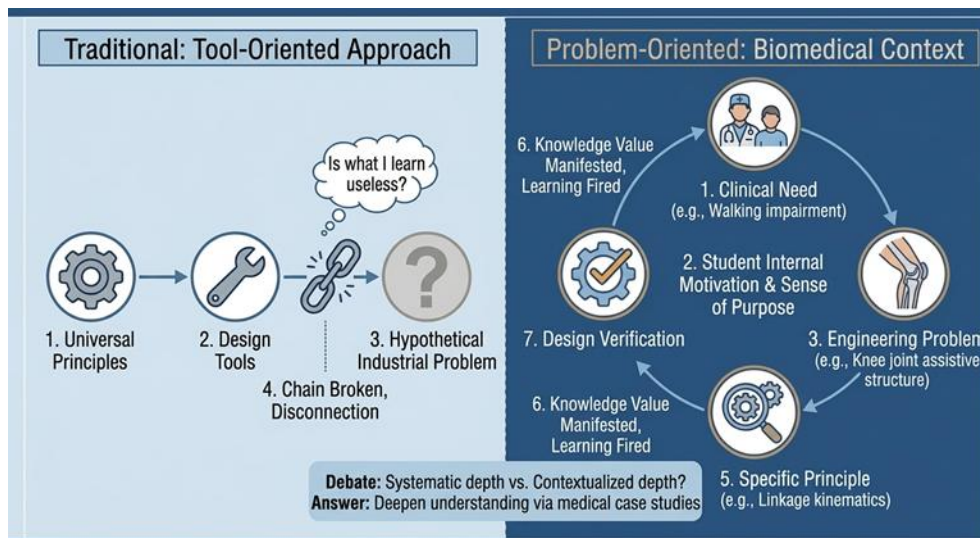 Traditional: Tool-Oriented Approach
Is what I learn
useless?
1. Universal
Principles
2. Design
Tools
3. Hypothetical
Industrial Problem
4. Chain Broken,
Disconnection
Problem-Oriented: Biomedical Context
6. Knowledge Value
Manifested,
Learning Fired
1. Clinical Need
(e.g., Walking impairment)
2. Student Internal
Motivation & Sense
of Purpose
7. Design Verification
3. Engineering Problem
(e.g., Knee joint assistive
structure)
6. Knowledge Value
Manifested,
Learning Fired
5. Specific Principle
(e.g., Linkage kinematics)
Debate: Systematic depth vs. Contextualized depth?
Answer: Deepen understanding via medical case studies